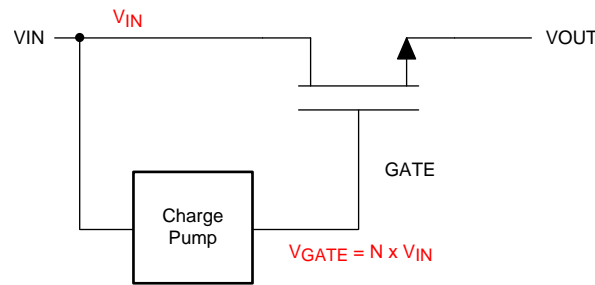 VIN
VIN
VOUT
GATE
Charge
Pump
VGATE = N x VIN